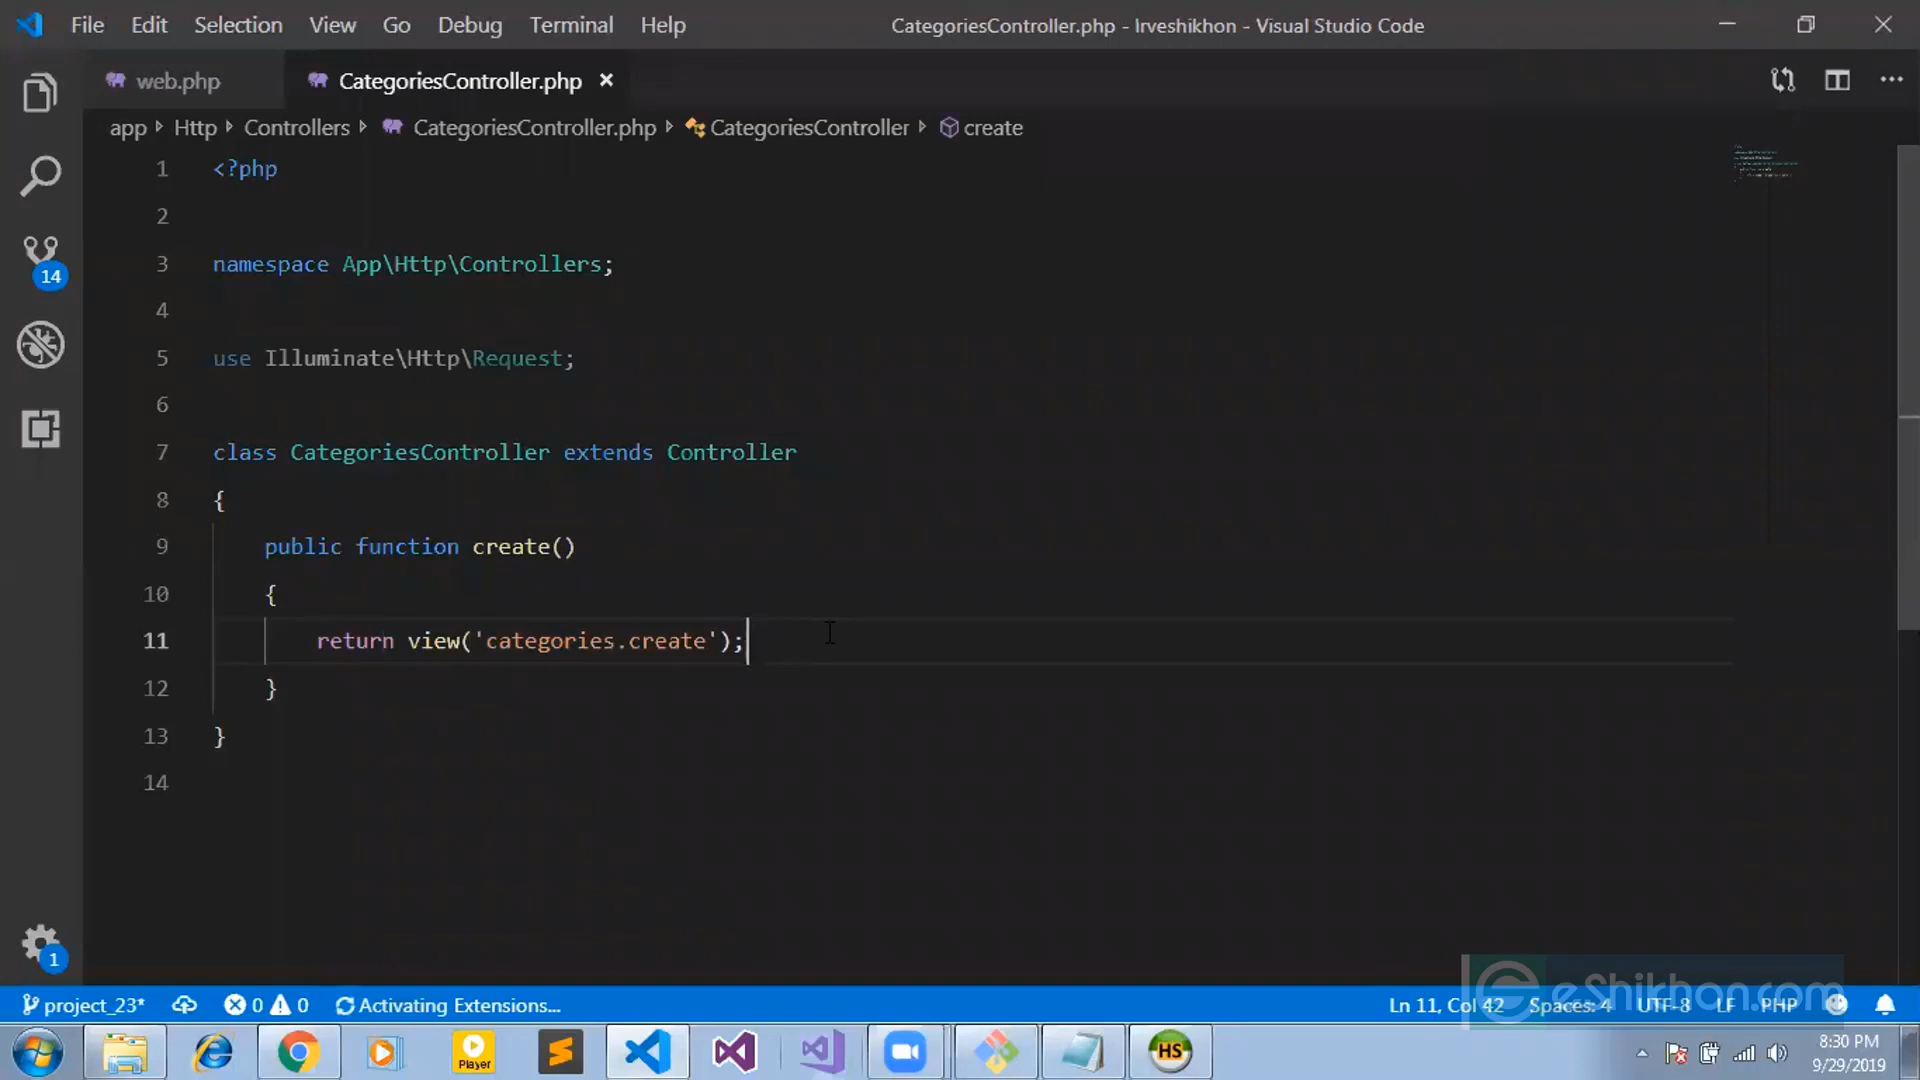 File Edit Selection View Go Debug Terminal Help CategoriesController.php - lrveshikhon - Visual Studio Code
web.php CategoriesController.php ×
app Http Controllers CategoriesController.php CategoriesController create
1 <?php
2
3 namespace App\Http\Controllers;
4
5 use Illuminate\Http\Request;
6
7 class CategoriesController extends Controller
8 {
9 public function create()
10 {
11 return view('categories.create');
12 }
13 }
14
14
1
eShikhon.com
project_23* 0 0 Activating Extensions... Ln 11, Col 42 Spaces: 4 UTF-8 LF PHP
Player
HS
8:30 PM
9/29/2019